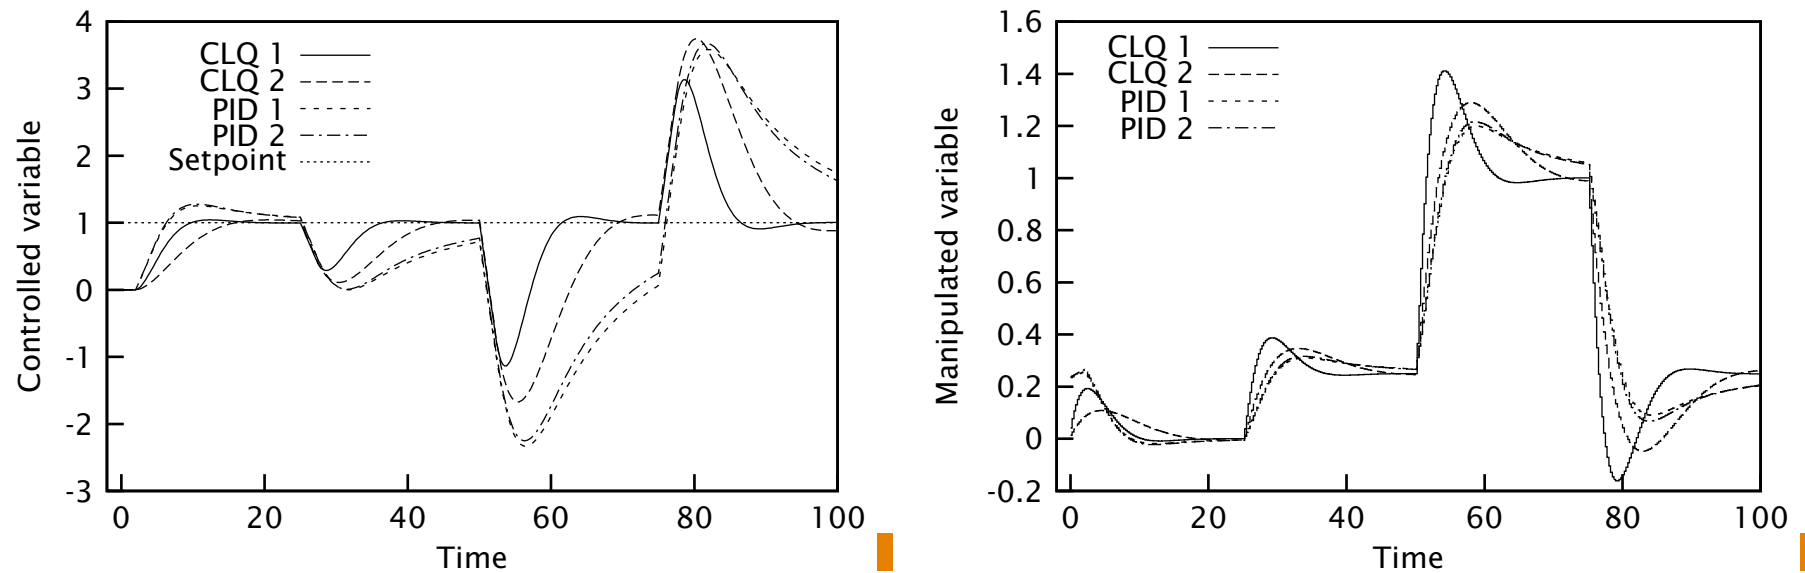 4
3
2
1
0
-1
-2
-3
Controlled variable
CLQ 1
CLQ 2
PID 1
PID 2
Setpoint
0 20 40 60 80 100
Time
1.6
1.4
1.2
1
0.8
0.6
0.4
0.2
0
-0.2
Manipulated variable
CLQ 1
CLQ 2
PID 1
PID 2
0 20 40 60 80 100
Time